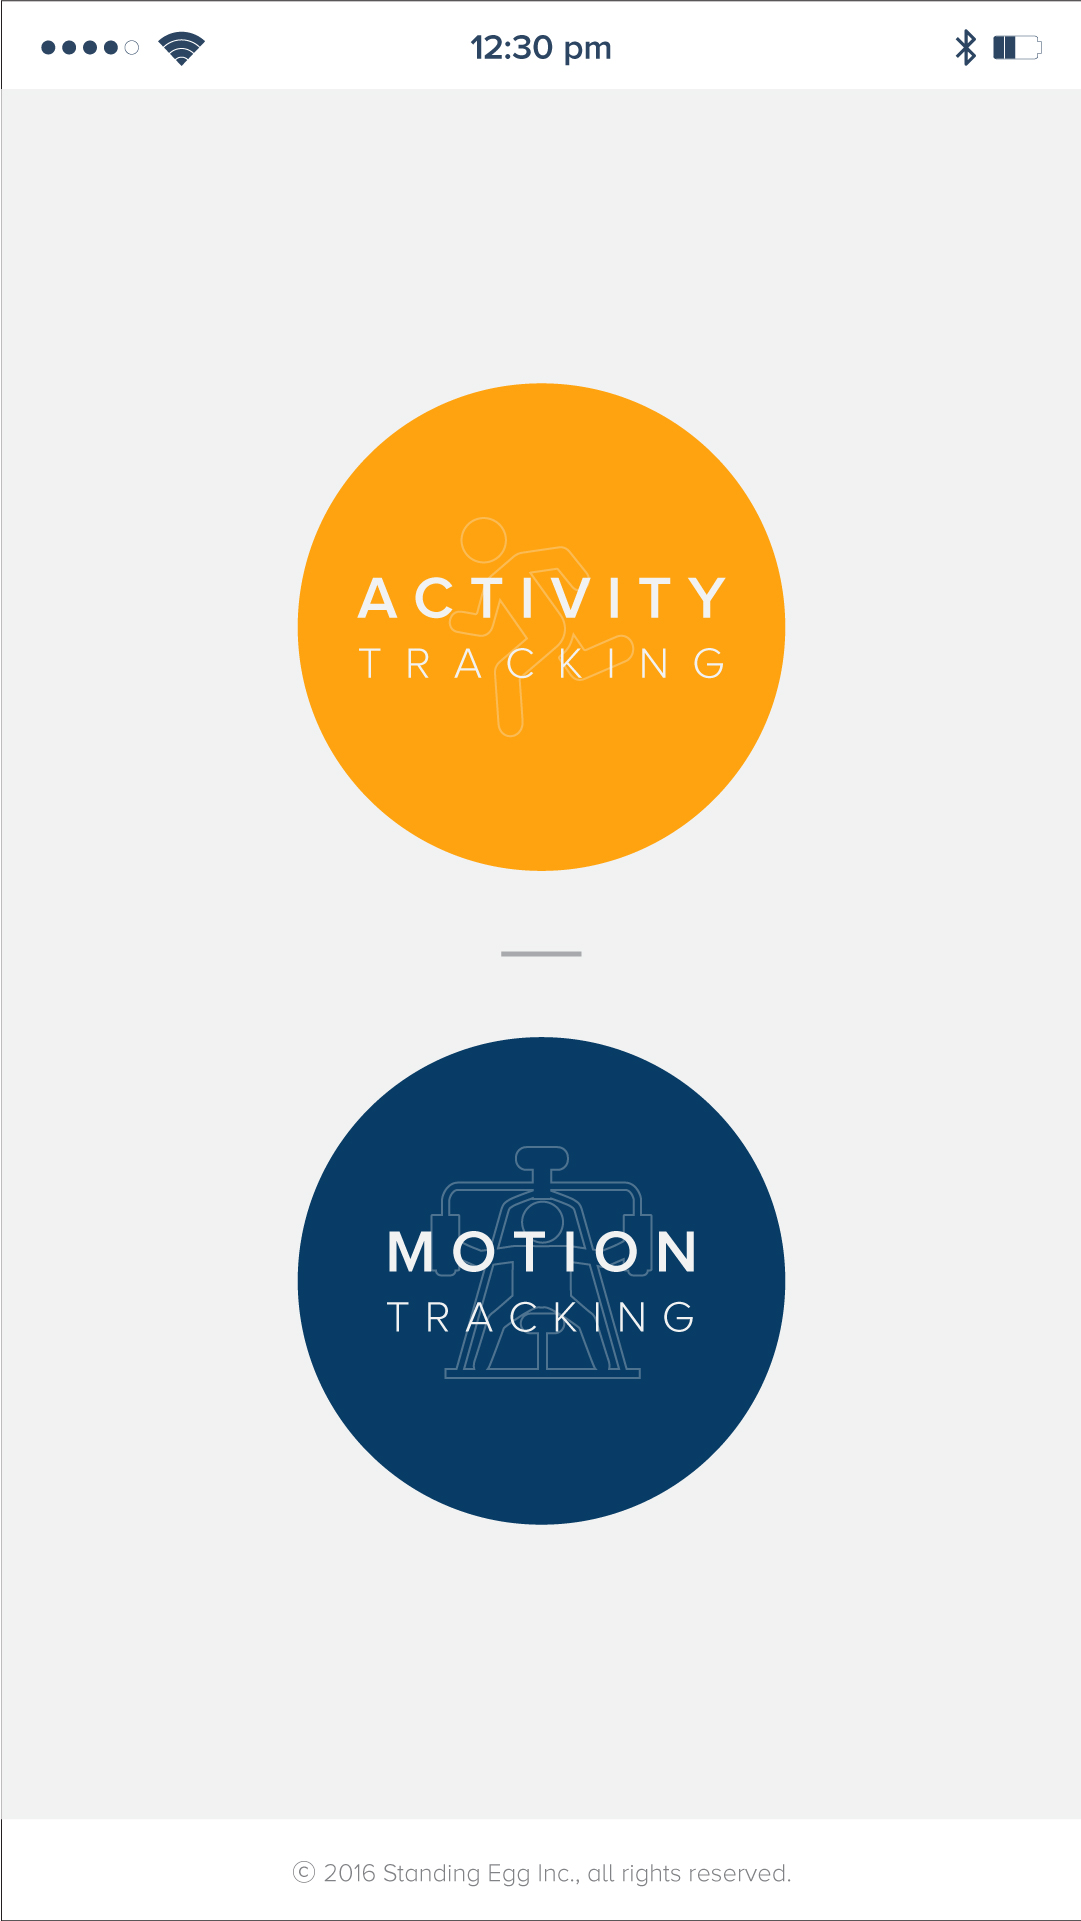 12:30 pm
ACTIVITY
TRACKING
MOTION
TRACKING
© 2016 Standing Egg Inc., all rights reserved.